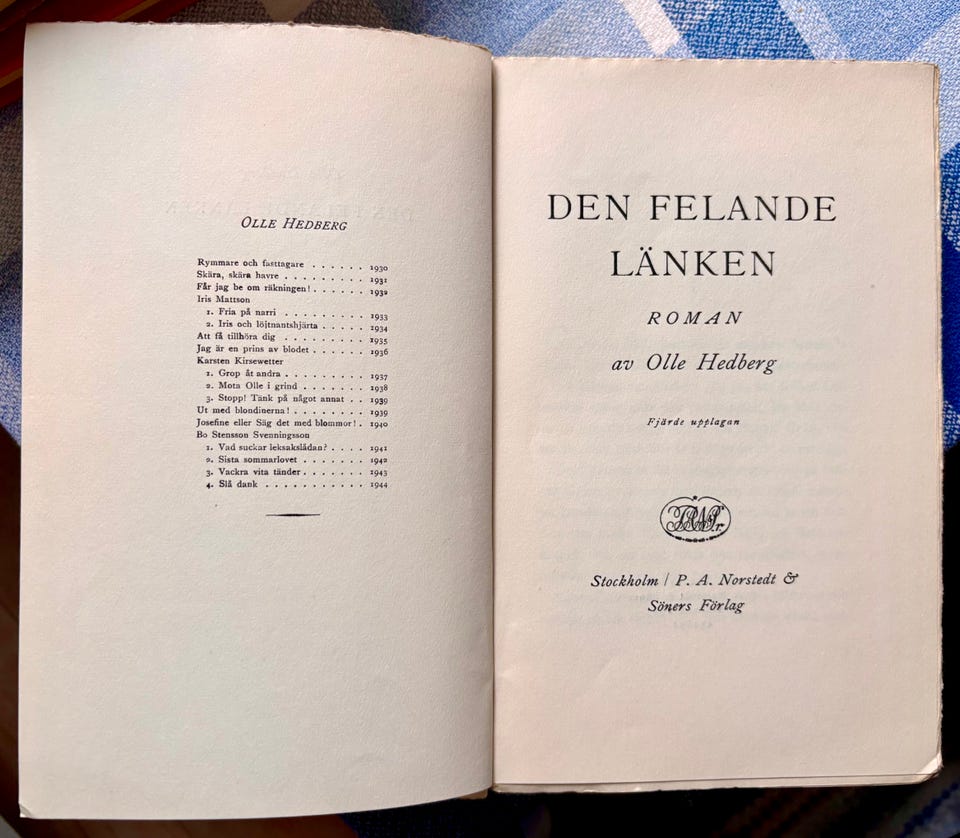 OLLE HEDBERG
Rymmare och fasttagare . . . . . . 1930
Skära, skära havre . . . . . . . . . 1931
Får jag be om räkningen! . . . . . . 1932
Iris Mattson
1. Fria på narri . . . . . . . . . 1933
2. Iris och löjtnantshjärta . . . . 1934
Att få tillhöra dig . . . . . . . . . 1935
Jag är en prins av blodet . . . . . . 1936
Karsten Kirsewetter
1. Grop åt andra . . . . . . . . . 1937
2. Mota Olle i grind . . . . . . . 1938
3. Stopp! Tänk på något annat . . 1939
Ut med blondinerna! . . . . . . . . 1939
Josefine eller Säg det med blommor! . 1940
Bo Stensson Svenningsson
1. Vad suckar leksakslådan? . . . . 1941
2. Sista sommarlovet . . . . . . . 1942
3. Vackra vita tänder . . . . . . . 1943
4. Slå dank . . . . . . . . . . . 1944
DEN FELANDE
LÄNKEN
ROMAN
av Olle Hedberg
Fjärde upplagan
Stockholm / P. A. Norstedt &
Söners Förlag